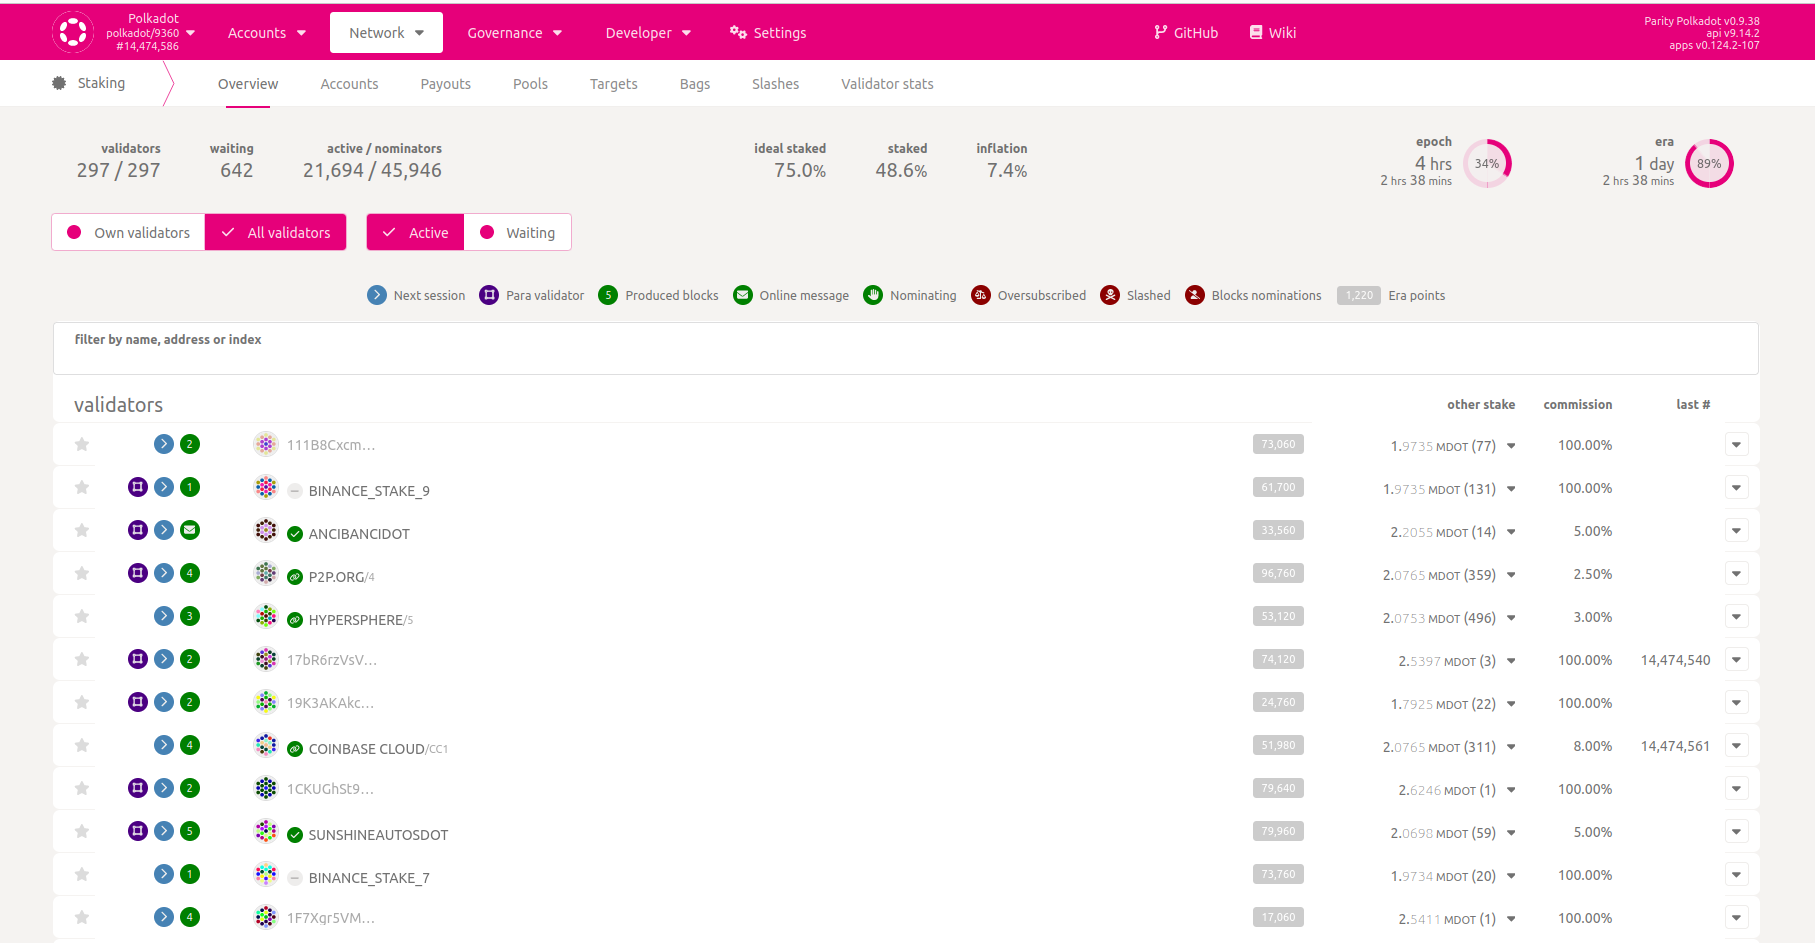 Polkadot
polkadot/9360
#14,474,586
Accounts
Network
Governance
Developer
Settings
GitHub
Wiki
Parity Polkadot v0.9.38
api v9.14.2
apps v0.124.2-107
Staking
Overview
Accounts
Payouts
Pools
Targets
Bags
Slashes
Validator stats
validators
297 / 297
waiting
642
active / nominators
21,694 / 45,946
ideal staked
75.0%
staked
48.6%
inflation
7.4%
epoch
4 hrs
2 hrs 38 mins
34%
era
1 day
2 hrs 38 mins
89%
Own validators
All validators
Active
Waiting
Next session
Para validator
5 Produced blocks
Online message
Nominating
Oversubscribed
Slashed
Blocks nominations
1,220 Era points
filter by name, address or index
validators other stake commission last #
2 111B8Cxcm... 73,060 1.9735 MDOT (77) 100.00%
1 BINANCE_STAKE_9 61,700 1.9735 MDOT (131) 100.00%
ANCIBANCIDOT 33,560 2.2055 MDOT (14) 5.00%
4 P2P.ORG/4 96,760 2.0765 MDOT (359) 2.50%
3 HYPERSPHERE/5 53,120 2.0753 MDOT (496) 3.00%
2 17bR6rzVsV... 74,120 2.5397 MDOT (3) 100.00% 14,474,540
2 19K3AKAkc... 24,760 1.7925 MDOT (22) 100.00%
4 COINBASE CLOUD/CC1 51,980 2.0765 MDOT (311) 8.00% 14,474,561
2 1CKUGhSt9... 79,640 2.6246 MDOT (1) 100.00%
5 SUNSHINEAUTOSDOT 79,960 2.0698 MDOT (59) 5.00%
1 BINANCE_STAKE_7 73,760 1.9734 MDOT (20) 100.00%
4 1F7Xgr5VM... 17,060 2.5411 MDOT (1) 100.00%